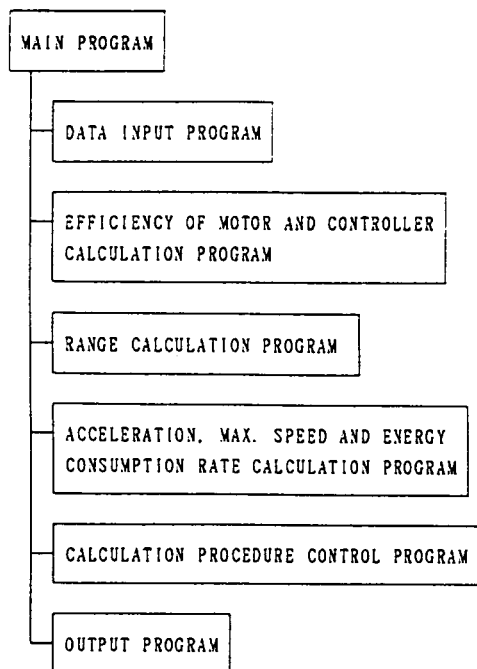 MAIN PROGRAM
DATA INPUT PROGRAM
EFFICIENCY OF MOTOR AND CONTROLLER
CALCULATION PROGRAM
RANGE CALCULATION PROGRAM
ACCELERATION, MAX. SPEED AND ENERGY
CONSUMPTION RATE CALCULATION PROGRAM
CALCULATION PROCEDURE CONTROL PROGRAM
OUTPUT PROGRAM